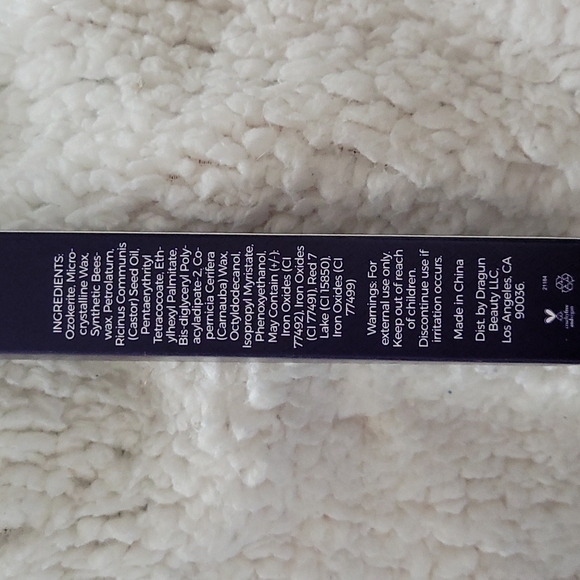 INGREDIENTS:
Ozokerite, Micro-
crystalline Wax,
Synthetic Bees-
wax, Petrolatum,
Ricinus Communis
(Castor) Seed Oil,
Pentaerythrityl
Tetracocoate, Eth-
ylhexyl Palmitate,
Bis-diglyceryl Poly-
acyladipate-2, Co-
pernicia Cerifera
(Carnauba) Wax,
Octyldodecanol,
Isopropyl Myristate,
Phenoxyethanol,
May Contain (+/-):
Iron Oxides (CI
77492), Iron Oxides
(CI 77491), Red 7
Lake (CI 15850),
Iron Oxides (CI
77499)
Warnings: For
external use only.
Keep out of reach
of children.
Discontinue use if
irritation occurs.
Made in China
Dist. by Dragun
Beauty LLC,
Los Angeles, CA
90036.